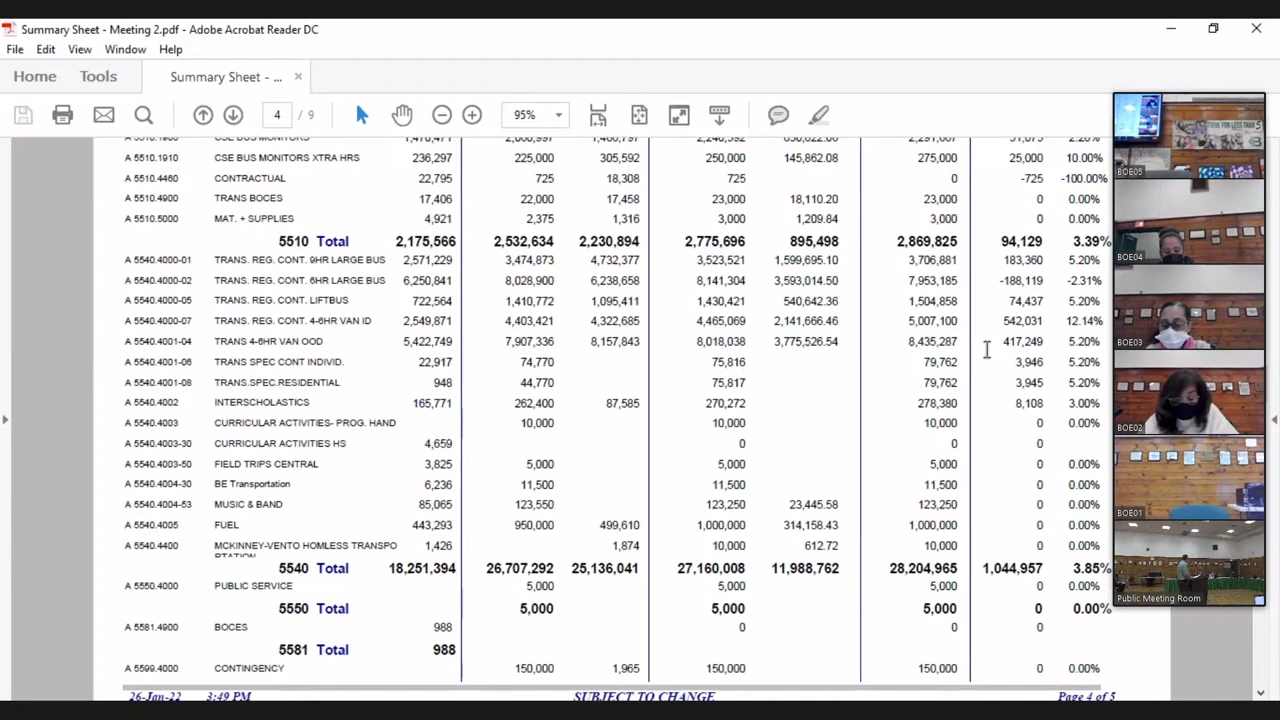 Summary Sheet - Meeting 2.pdf - Adobe Acrobat Reader DC
File Edit View Window Help
Home Tools Summary Sheet - ... ×
4 / 9 95%
CSE BUS MONITORS
A 5510.1910 CSE BUS MONITORS XTRA HRS 236,297 225,000 305,592 250,000 145,862.08 275,000 25,000 10.00%
A 5510.4460 CONTRACTUAL 22,795 725 18,308 725 0 -725 -100.00%
A 5510.4900 TRANS BOCES 17,406 22,000 17,458 23,000 18,110.20 23,000 0 0.00%
A 5510.5000 MAT. + SUPPLIES 4,921 2,375 1,316 3,000 1,209.84 3,000 0 0.00%
5510 Total 2,175,566 2,532,634 2,230,894 2,775,696 895,498 2,869,825 94,129 3.39%
A 5540.4000-01 TRANS. REG. CONT. 9HR LARGE BUS 2,571,229 3,474,873 4,732,377 3,523,521 1,599,695.10 3,706,881 183,360 5.20%
A 5540.4000-02 TRANS. REG. CONT. 6HR LARGE BUS 6,250,841 8,028,900 6,238,658 8,141,304 3,593,014.50 7,953,185 -188,119 -2.31%
A 5540.4000-05 TRANS. REG. CONT. LIFTBUS 722,564 1,410,772 1,095,411 1,430,421 540,642.36 1,504,858 74,437 5.20%
A 5540.4000-07 TRANS. REG. CONT. 4-6HR VAN ID 2,549,871 4,403,421 4,322,685 4,465,069 2,141,666.46 5,007,100 542,031 12.14%
A 5540.4001-04 TRANS 4-6HR VAN OOD 5,422,749 7,907,336 8,157,843 8,018,038 3,775,526.54 8,435,287 417,249 5.20%
A 5540.4001-06 TRANS SPEC CONT INDIVID. 22,917 74,770 75,816 79,762 3,946 5.20%
A 5540.4001-08 TRANS.SPEC.RESIDENTIAL 948 44,770 75,817 79,762 3,945 5.20%
A 5540.4002 INTERSCHOLASTICS 165,771 262,400 87,585 270,272 278,380 8,108 3.00%
A 5540.4003 CURRICULAR ACTIVITIES- PROG. HAND 10,000 10,000 10,000 0 0.00%
A 5540.4003-30 CURRICULAR ACTIVITIES HS 4,659 0 0 0
A 5540.4003-50 FIELD TRIPS CENTRAL 3,825 5,000 5,000 5,000 0 0.00%
A 5540.4004-30 BE Transportation 6,236 11,500 11,500 11,500 0 0.00%
A 5540.4004-53 MUSIC & BAND 85,065 123,550 123,250 23,445.58 123,250 0 0.00%
A 5540.4005 FUEL 443,293 950,000 499,610 1,000,000 314,158.43 1,000,000 0 0.00%
A 5540.4400 MCKINNEY-VENTO HOMLESS TRANSPO 1,426 1,874 10,000 612.72 10,000 0 0.00%
RTATION
5540 Total 18,251,394 26,707,292 25,136,041 27,160,008 11,988,762 28,204,965 1,044,957 3.85%
A 5550.4000 PUBLIC SERVICE 5,000 5,000 5,000 0 0.00%
5550 Total 5,000 5,000 5,000 0 0.00%
A 5581.4900 BOCES 988 0 0 0
5581 Total 988
A 5599.4000 CONTINGENCY 150,000 1,965 150,000 150,000 0 0.00%
26-Jan-22 3:49 PM SUBJECT TO CHANGE Page 4 of 5
BOE05
BOE04
BOE03
BOE02
BOE01
Public Meeting Room